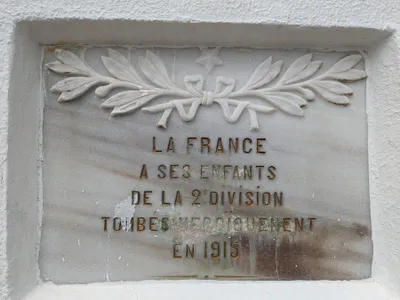 LA FRANCE
A SES ENFANTS
DE LA 2ᵉ DIVISION
TOMBES HEROIQUEMENT
EN 1915